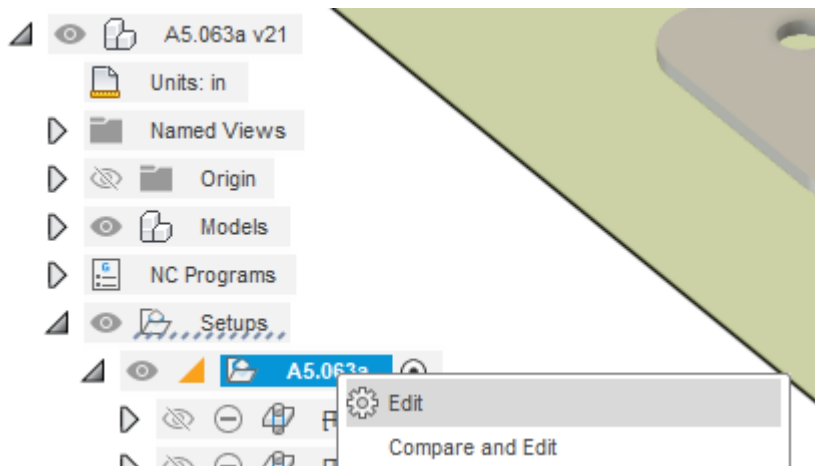 A5.063a v21
Units: in
Named Views
Origin
Models
NC Programs
Setups
A5.063a
Edit
Compare and Edit